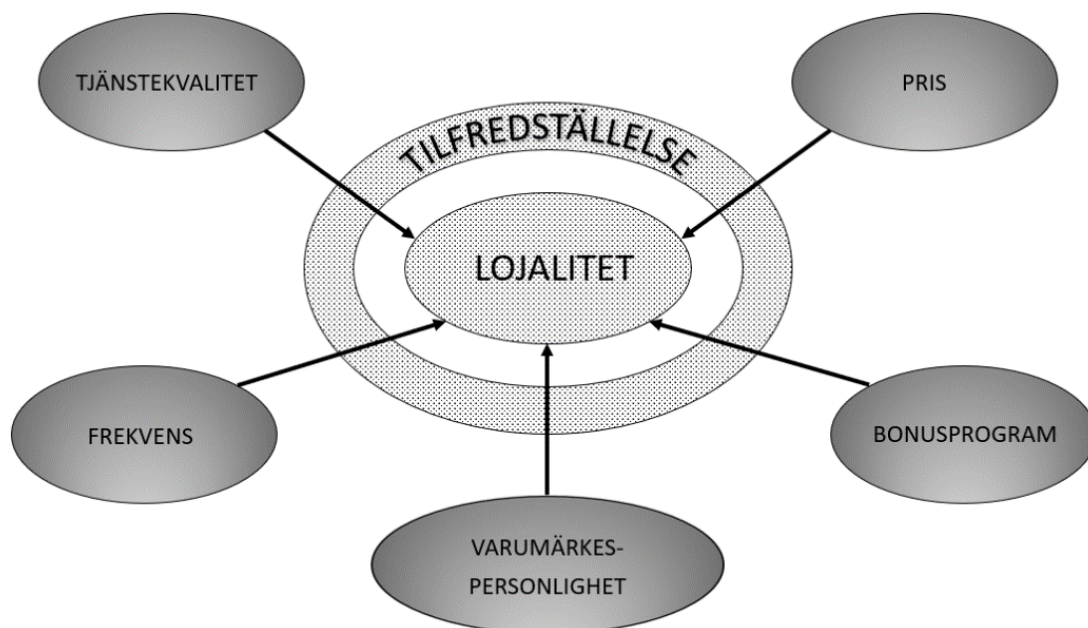 TJÄNSTEKVALITET
PRIS
TILFREDSTÄLLELSE
LOJALITET
FREKVENS
BONUSPROGRAM
VARUMÄRKES-
PERSONLIGHET